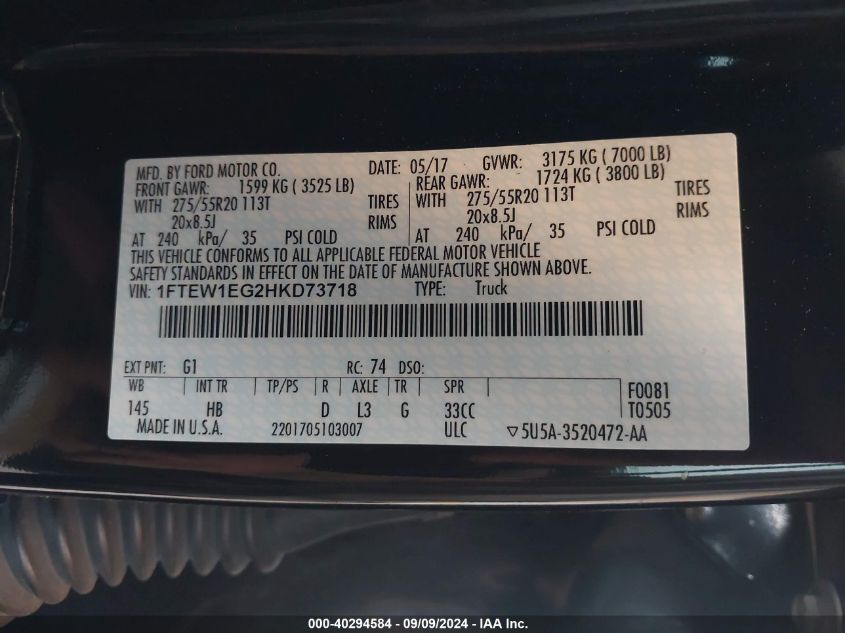 MFD. BY FORD MOTOR CO. DATE: 05/17 GVWR: 3175 KG ( 7000 LB)
FRONT GAWR: 1599 KG ( 3525 LB) REAR GAWR: 1724 KG ( 3800 LB)
WITH 275/55R20 113T TIRES WITH 275/55R20 113T TIRES
20x8.5J RIMS 20x8.5J RIMS
AT 240 kPa/ 35 PSI COLD AT 240 kPa/ 35 PSI COLD
THIS VEHICLE CONFORMS TO ALL APPLICABLE FEDERAL MOTOR VEHICLE
SAFETY STANDARDS IN EFFECT ON THE DATE OF MANUFACTURE SHOWN ABOVE.
VIN: 1FTEW1EG2HKD73718 TYPE: Truck
EXT PNT: G1 RC: 74 DSO:
WB INT TR TP/PS R AXLE TR SPR F0081
145 HB D L3 G 33CC T0505
MADE IN U.S.A. 2201705103007 ULC ▽5U5A-3520472-AA
000-40294584 - 09/09/2024 - IAA Inc.